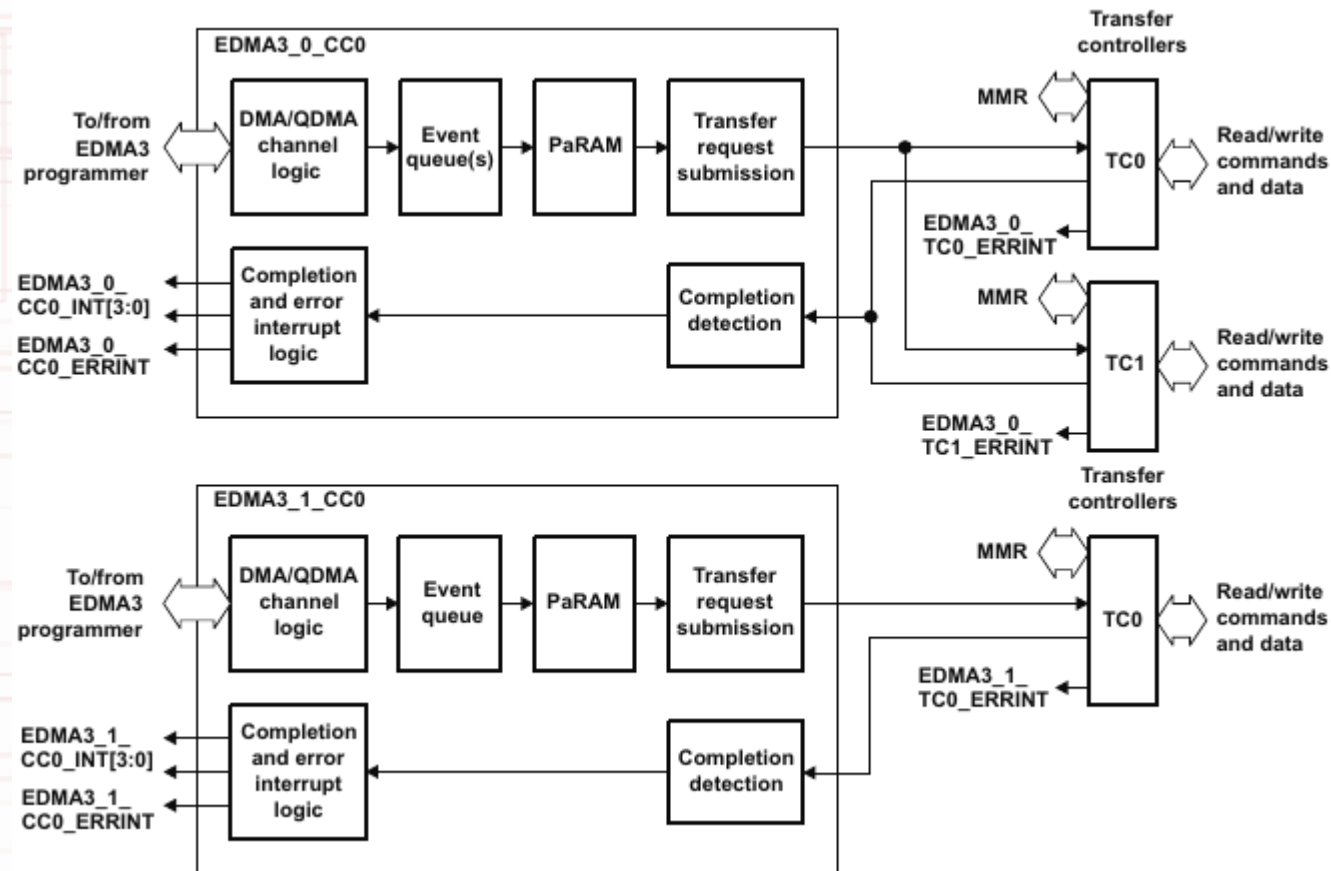 EDMA3_0_CC0
To/from
EDMA3
programmer
DMA/QDMA
channel
logic
Event
queue(s)
PaRAM
Transfer
request
submission
Completion
and error
interrupt
logic
Completion
detection
EDMA3_0_
CC0_INT[3:0]
EDMA3_0_
CC0_ERRINT
Transfer
controllers
MMR
TC0
Read/write
commands
and data
EDMA3_0_
TC0_ERRINT
MMR
TC1
Read/write
commands
and data
EDMA3_0_
TC1_ERRINT
EDMA3_1_CC0
To/from
EDMA3
programmer
DMA/QDMA
channel
logic
Event
queue
PaRAM
Transfer
request
submission
Completion
and error
interrupt
logic
Completion
detection
EDMA3_1_
CC0_INT[3:0]
EDMA3_1_
CC0_ERRINT
Transfer
controllers
MMR
TC0
Read/write
commands
and data
EDMA3_1_
TC0_ERRINT